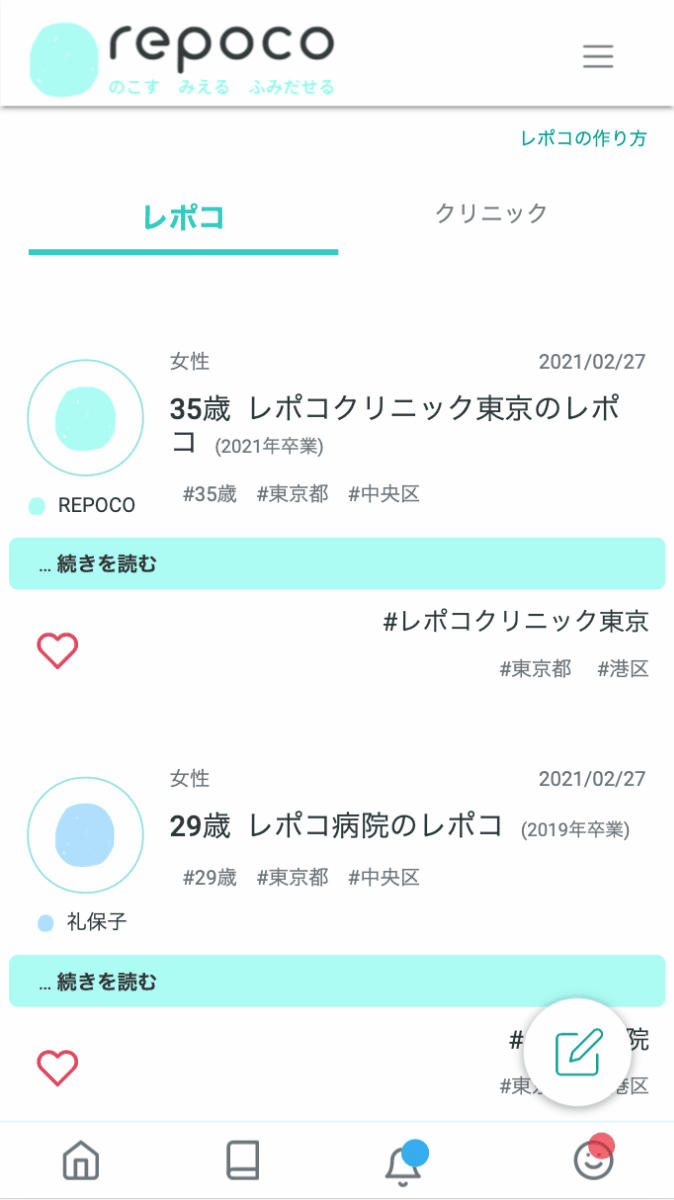 repoco
のこす みえる ふみだせる
レポコの作り方
レポコ クリニック
女性 2021/02/27
35歳 レポコクリニック東京のレポ
コ (2021年卒業)
#35歳 #東京都 #中央区
REPOCO
... 続きを読む
#レポコクリニック東京
#東京都 #港区
女性 2021/02/27
29歳 レポコ病院のレポコ (2019年卒業)
#29歳 #東京都 #中央区
礼保子
... 続きを読む
# 院
#東 港区